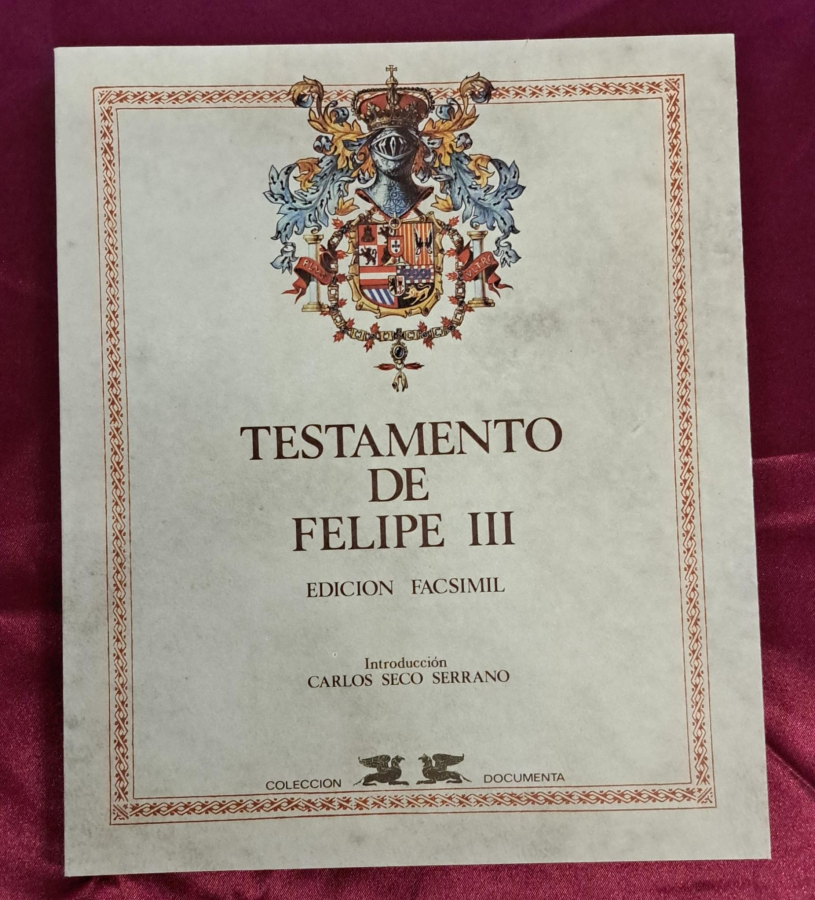 TESTAMENTO
DE
FELIPE III
EDICION FACSIMIL
Introducción
CARLOS SECO SERRANO
COLECCION DOCUMENTA